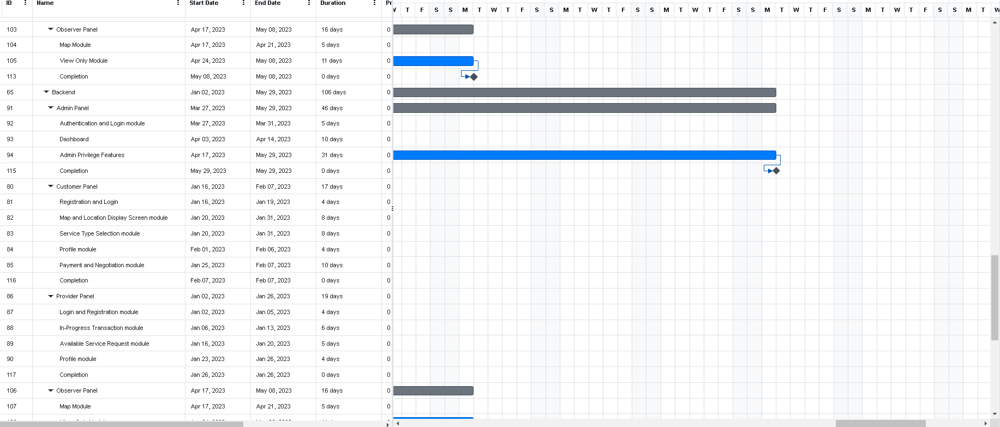 ID Name Start Date End Date Duration Pr
W T F S S M T W T F S S M T W T F S S M T W T F S S M T W T F S S M T W T F S S M T W
103 Observer Panel Apr 17, 2023 May 08, 2023 16 days 0
104 Map Module Apr 17, 2023 Apr 21, 2023 5 days 0
105 View Only Module Apr 24, 2023 May 08, 2023 11 days 0
113 Completion May 08, 2023 May 08, 2023 0 days 0
65 Backend Jan 02, 2023 May 29, 2023 106 days 0
91 Admin Panel Mar 27, 2023 May 29, 2023 46 days 0
92 Authentication and Login module Mar 27, 2023 Mar 31, 2023 5 days 0
93 Dashboard Apr 03, 2023 Apr 14, 2023 10 days 0
94 Admin Privilege Features Apr 17, 2023 May 29, 2023 31 days 0
115 Completion May 29, 2023 May 29, 2023 0 days 0
80 Customer Panel Jan 16, 2023 Feb 07, 2023 17 days 0
81 Registration and Login Jan 16, 2023 Jan 19, 2023 4 days 0
82 Map and Location Display Screen module Jan 20, 2023 Jan 31, 2023 8 days 0
83 Service Type Selection module Jan 20, 2023 Jan 31, 2023 8 days 0
84 Profile module Feb 01, 2023 Feb 06, 2023 4 days 0
85 Payment and Negotiation module Jan 25, 2023 Feb 07, 2023 10 days 0
116 Completion Feb 07, 2023 Feb 07, 2023 0 days 0
86 Provider Panel Jan 02, 2023 Jan 26, 2023 19 days 0
87 Login and Registration module Jan 02, 2023 Jan 05, 2023 4 days 0
88 In-Progress Transaction module Jan 06, 2023 Jan 13, 2023 6 days 0
89 Available Service Request module Jan 16, 2023 Jan 20, 2023 5 days 0
90 Profile module Jan 23, 2023 Jan 26, 2023 4 days 0
117 Completion Jan 26, 2023 Jan 26, 2023 0 days 0
106 Observer Panel Apr 17, 2023 May 08, 2023 16 days 0
107 Map Module Apr 17, 2023 Apr 21, 2023 5 days 0